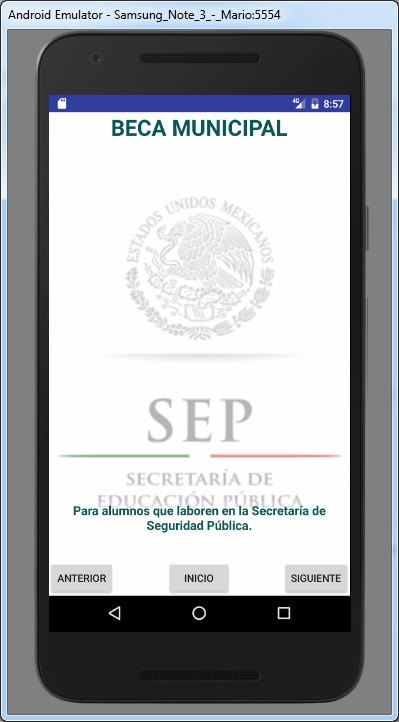 Android Emulator - Samsung_Note_3_-_Mario:5554
4G 8:57
BECA MUNICIPAL
ESTADOS UNIDOS MEXICANOS
SEP
SECRETARÍA DE
EDUCACIÓN PÚBLICA
Para alumnos que laboren en la Secretaría de
Seguridad Pública.
ANTERIOR INICIO SIGUIENTE